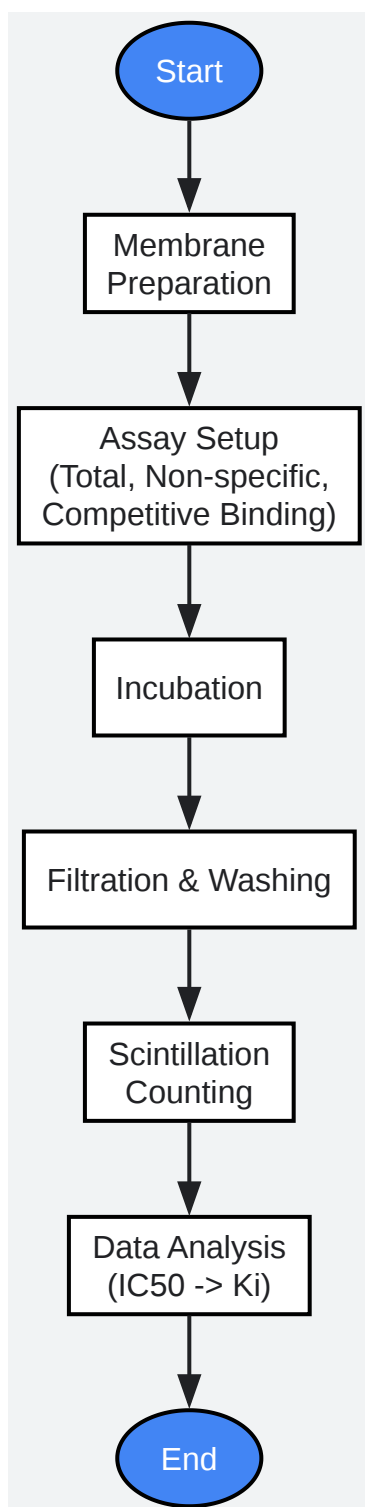 Start
Membrane
Preparation
Assay Setup
(Total, Non-specific,
Competitive Binding)
Incubation
Filtration & Washing
Scintillation
Counting
Data Analysis
(IC50 -> Ki)
End